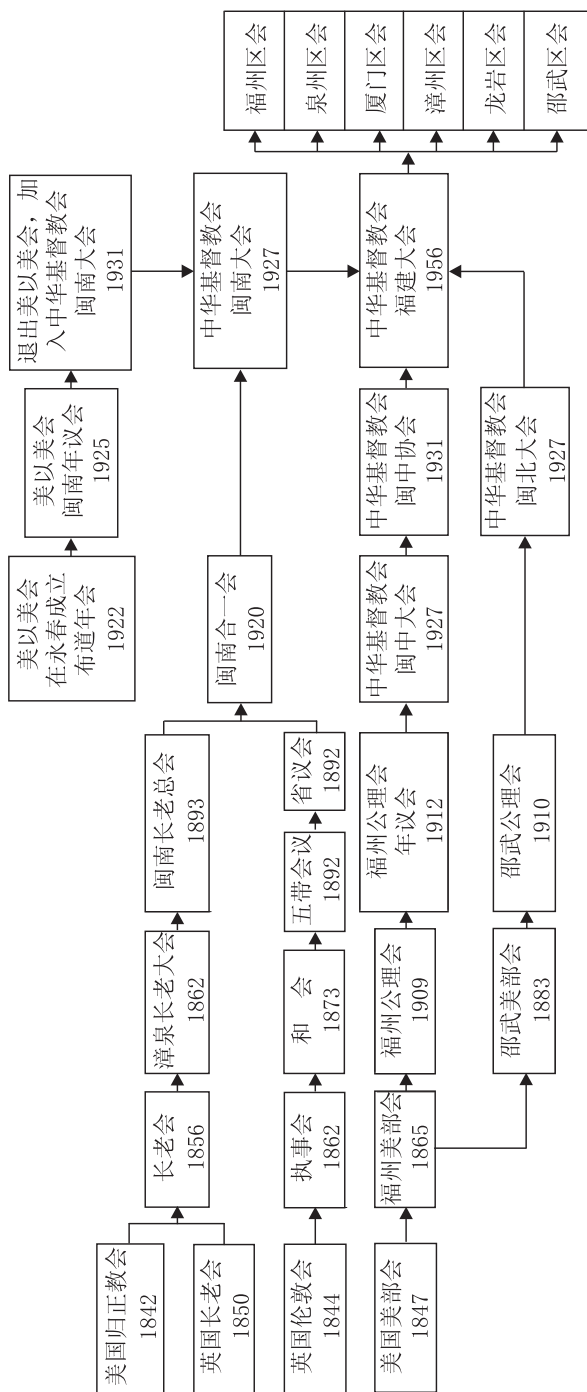 美国归正教会
1842
英国长老会
1850
英国伦敦会
1844
美国美部会
1847
长老会
1856
执事会
1862
福州美部会
1865
漳泉长老大会
1862
和 会
1873
福州公理会
1909
邵武美部会
1883
闽南长老总会
1893
五带会议
1892
省议会
1892
福州公理会
年议会
1912
邵武公理会
1910
美以美会
在永春成立
布道年会
1922
闽南合一会
1920
中华基督教会
闽中大会
1927
美以美会
闽南年议会
1925
中华基督教会
闽中协会
1931
中华基督教会
闽北大会
1927
退出美以美会，加
入中华基督教会
闽南大会
1931
中华基督教会
闽南大会
1927
中华基督教会
福建大会
1956
福州区会
泉州区会
厦门区会
漳州区会
龙岩区会
邵武区会